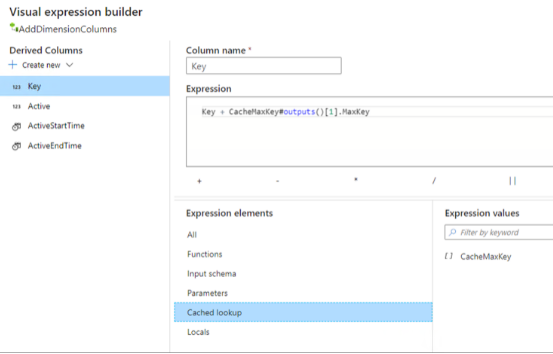 Visual expression builder
AddDimensionColumns
Derived Columns
+ Create new
123 Key
123 Active
ActiveStartTime
ActiveEndTime
Column name *
Key
Expression
Key + CacheMaxKey#outputs()[1].MaxKey
+ - * / ||
Expression elements
All
Functions
Input schema
Parameters
Cached lookup
Locals
Expression values
Filter by keyword
[ ] CacheMaxKey